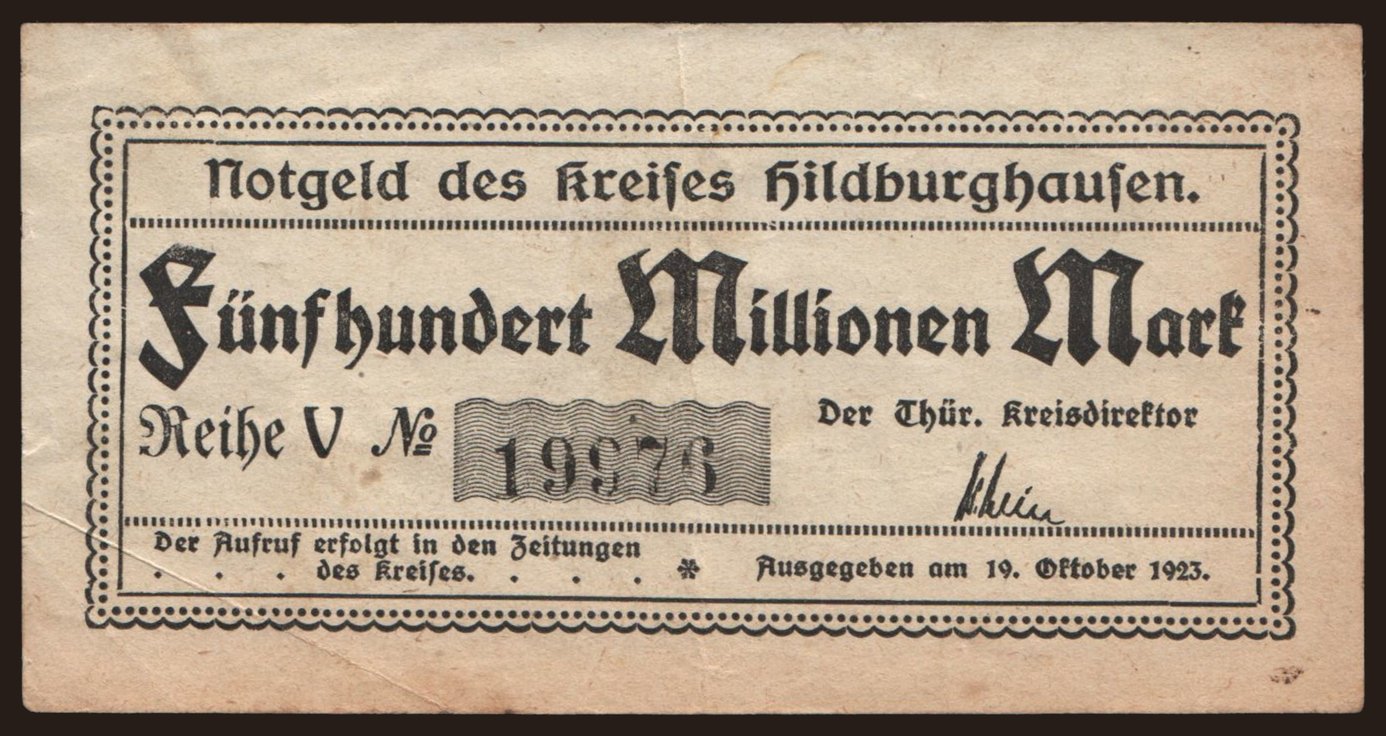 Notgeld des Kreises Hildburghausen.
Fünfhundert Millionen Mark
Reihe V № 19976
Der Thür. Kreisdirektor
Der Aufruf erfolgt in den Zeitungen
. . . des Kreises. . . . *
Ausgegeben am 19. Oktober 1923.